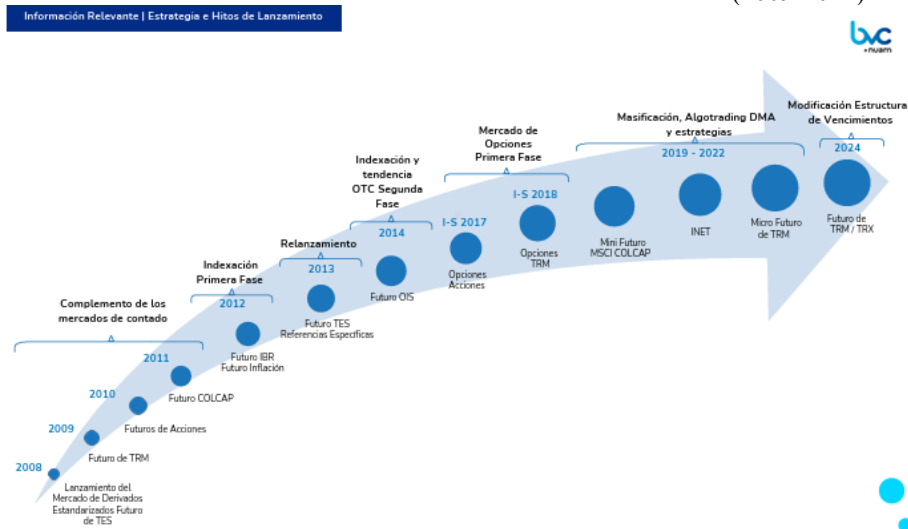 Información Relevante | Estrategia e Hitos de Lanzamiento
bvc
nuam
Modificación Estructura
de Vencimientos
2024
Masificación, Algotrading DMA
y estrategias
2019 - 2022
Mercado de
Opciones
Primera Fase
I-S 2018
I-S 2017
Indexación y
tendencia
OTC Segunda
Fase
2014
Relanzamiento
2013
Indexación
Primera Fase
2012
Complemento de los
mercados de contado
2011
2010
2009
2008
Futuro de
TRM / TRX
Micro Futuro
de TRM
INET
Mini Futuro
MSCI COLCAP
Opciones
TRM
Opciones
Acciones
Futuro OIS
Futuro TES
Referencias Específicas
Futuro IBR
Futuro Inflación
Futuro COLCAP
Futuros de Acciones
Futuro de TRM
Lanzamiento del
Mercado de Derivados
Estandarizados Futuro
de TES